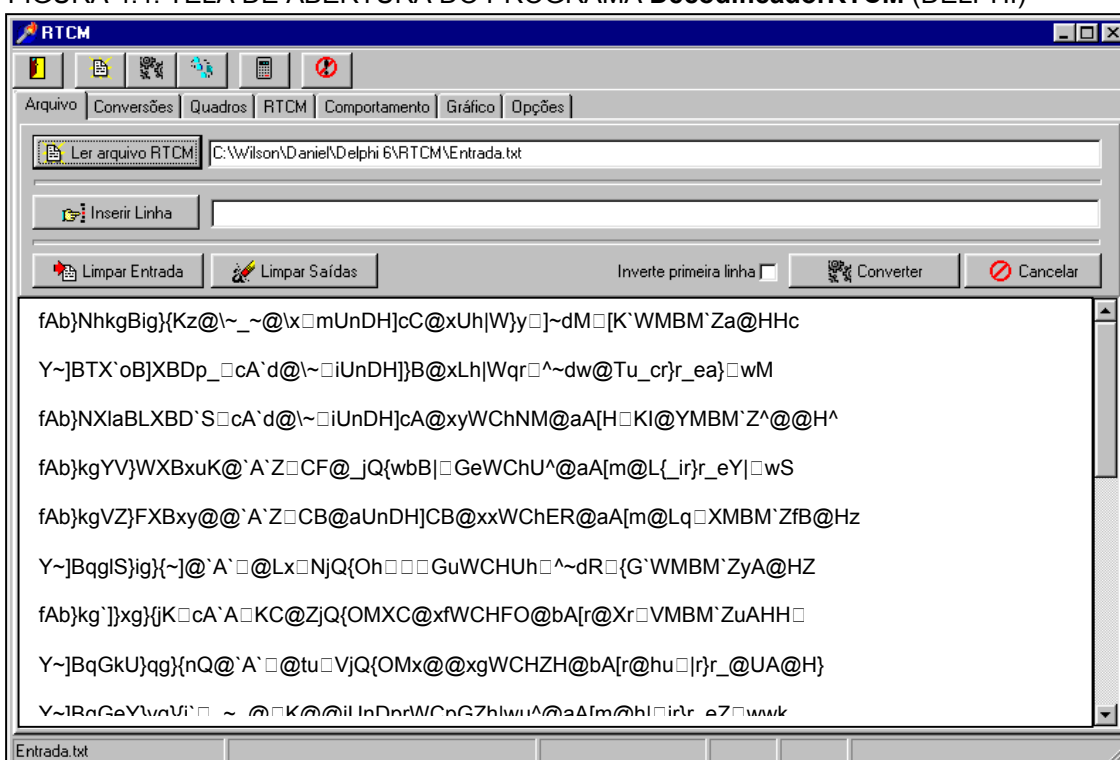 FIGURA 4.4: TELA DE ABERTURA DO PROGRAMA DecodificadorRTCM (DELPHI)
RTCM
Arquivo Conversões Quadros RTCM Comportamento Gráfico Opções
Ler arquivo RTCM C:\Wilson\Daniel\Delphi 6\RTCM\Entrada.txt
Inserir Linha
Limpar Entrada Limpar Saídas Inverte primeira linha Converter Cancelar
fAb}NhkgBig}{Kz@\~_~@\x□mUnDH]cC@xUh|W}y□]~dM□[K`WMBM`Za@HHc
Y~]BTX`oB]XBDp_□cA`d@\~□iUnDH]}B@xLh|Wqr□^~dw@Tu_cr}r_ea}□wM
fAb}NXlaBLXBD`S□cA`d@\~□iUnDH]cA@xyWChNM@aA[H□KI@YMBM`Z^@@H^
fAb}kgYV}WXBxuK@`A`Z□CF@_jQ{wbB|□GeWChU^@aA[m@L{_ir}r_eY|□wS
fAb}kgVZ}FXBxy@@`A`Z□CB@aUnDH]CB@xxWChER@aA[m@Lq□XMBM`ZfB@Hz
Y~]BqglS}ig}{~]@`A`□@Lx□NjQ{Oh□□□GuWCHUh□^~dR□{G`WMBM`ZyA@HZ
fAb}kg`]}xg}{jK□cA`A□KC@ZjQ{OMXC@xfWCHFO@bA[r@Xr□VMBM`ZuAHH□
Y~]BqGkU}qg}{nQ@`A`□@tu□VjQ{OMx@@xgWCHZH@bA[r@hu□|r}r_@UA@H}
Entrada.txt